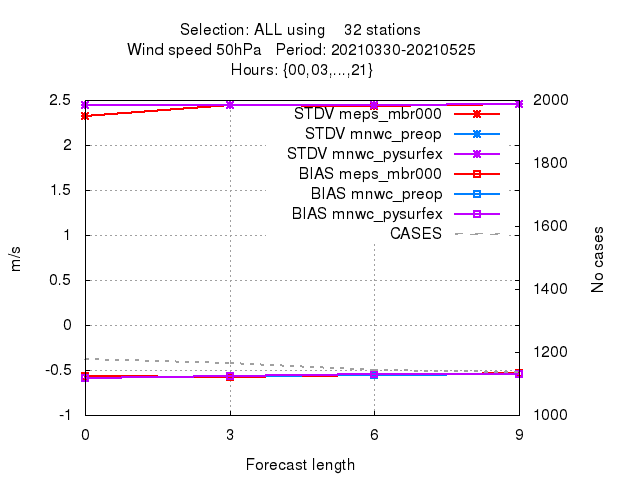 Selection: ALL using    32 stations
Wind speed 50hPa   Period: 20210330-20210525
Hours: {00,03,...,21}
2.5
2
1.5
1
0.5
0
-0.5
-1
2000
1800
1600
1400
1200
1000
m/s
No cases
STDV meps_mbr000
STDV mnwc_preop
STDV mnwc_pysurfex
BIAS meps_mbr000
BIAS mnwc_preop
BIAS mnwc_pysurfex
CASES
0 3 6 9
Forecast length